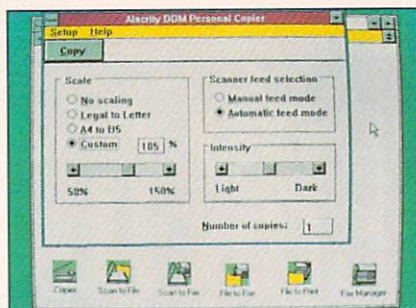 Alacrity DDM Personal Copier
Setup Help
Copy
Scale
No scaling
Legal to Letter
A4 to B5
Custom 105 %
50% 150%
Scanner feed selection
Manual feed mode
Automatic feed mode
Intensity
Light Dark
Number of copies: 1
Copier Scan to File Scan to Fax File to Fax File to Print Fax Manager